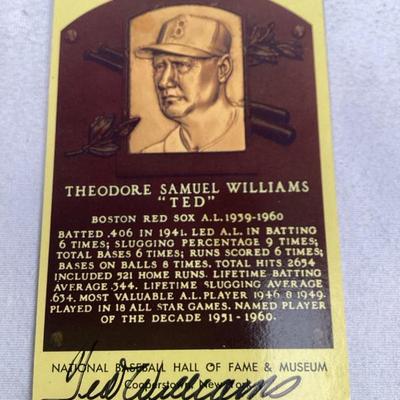 B
THEODORE SAMUEL WILLIAMS
"TED"
BOSTON RED SOX A.L. 1939-1960
BATTED .406 IN 1941. LED A.L. IN BATTING
6 TIMES; SLUGGING PERCENTAGE 9 TIMES;
TOTAL BASES 6 TIMES; RUNS SCORED 6 TIMES;
BASES ON BALLS 8 TIMES. TOTAL HITS 2654
INCLUDED 521 HOME RUNS. LIFETIME BATTING
AVERAGE .344. LIFETIME SLUGGING AVERAGE
.634. MOST VALUABLE A.L. PLAYER 1946 & 1949.
PLAYED IN 18 ALL STAR GAMES. NAMED PLAYER
OF THE DECADE 1951-1960.
NATIONAL BASEBALL HALL OF FAME & MUSEUM
Cooperstown, New York
Ted Williams